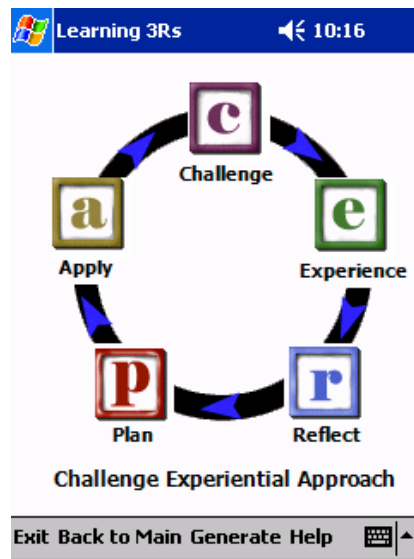 Learning 3Rs 10:16
c
Challenge
a
e
Apply
Experience
p
r
Plan
Reflect
Challenge Experiential Approach
Exit Back to Main Generate Help